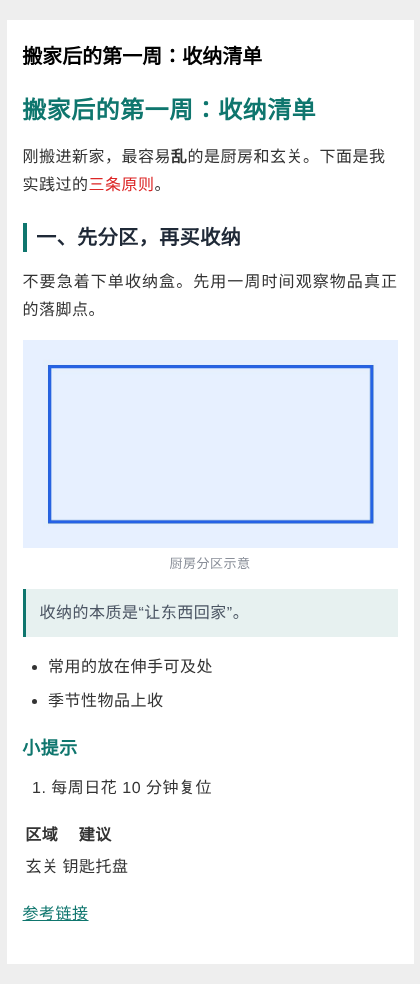 搬家后的第一周：收纳清单
搬家后的第一周：收纳清单
刚搬进新家，最容易乱的是厨房和玄关。下面是我
实践过的三条原则。
一、先分区，再买收纳
不要急着下单收纳盒。先用一周时间观察物品真正
的落脚点。
厨房分区示意
收纳的本质是“让东西回家”。
• 常用的放在伸手可及处
• 季节性物品上收
小提示
1. 每周日花 10 分钟复位
区域 建议
玄关 钥匙托盘
参考链接